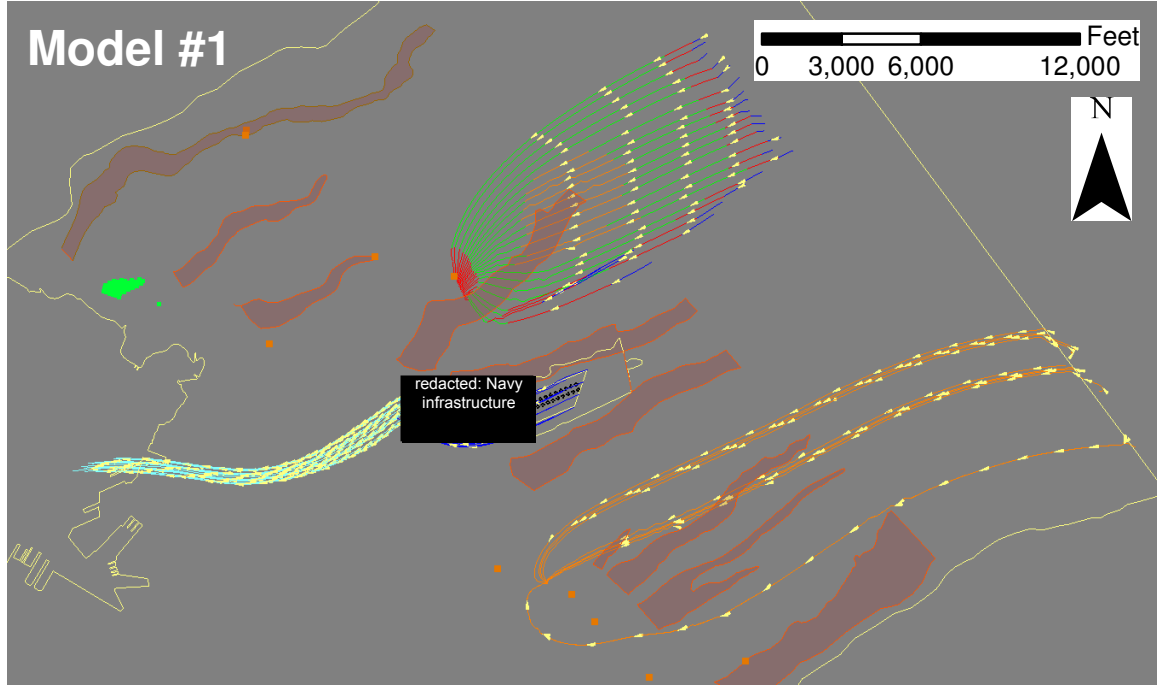 Model #1
Feet
0 3,000 6,000 12,000
N
redacted: Navy
infrastructure